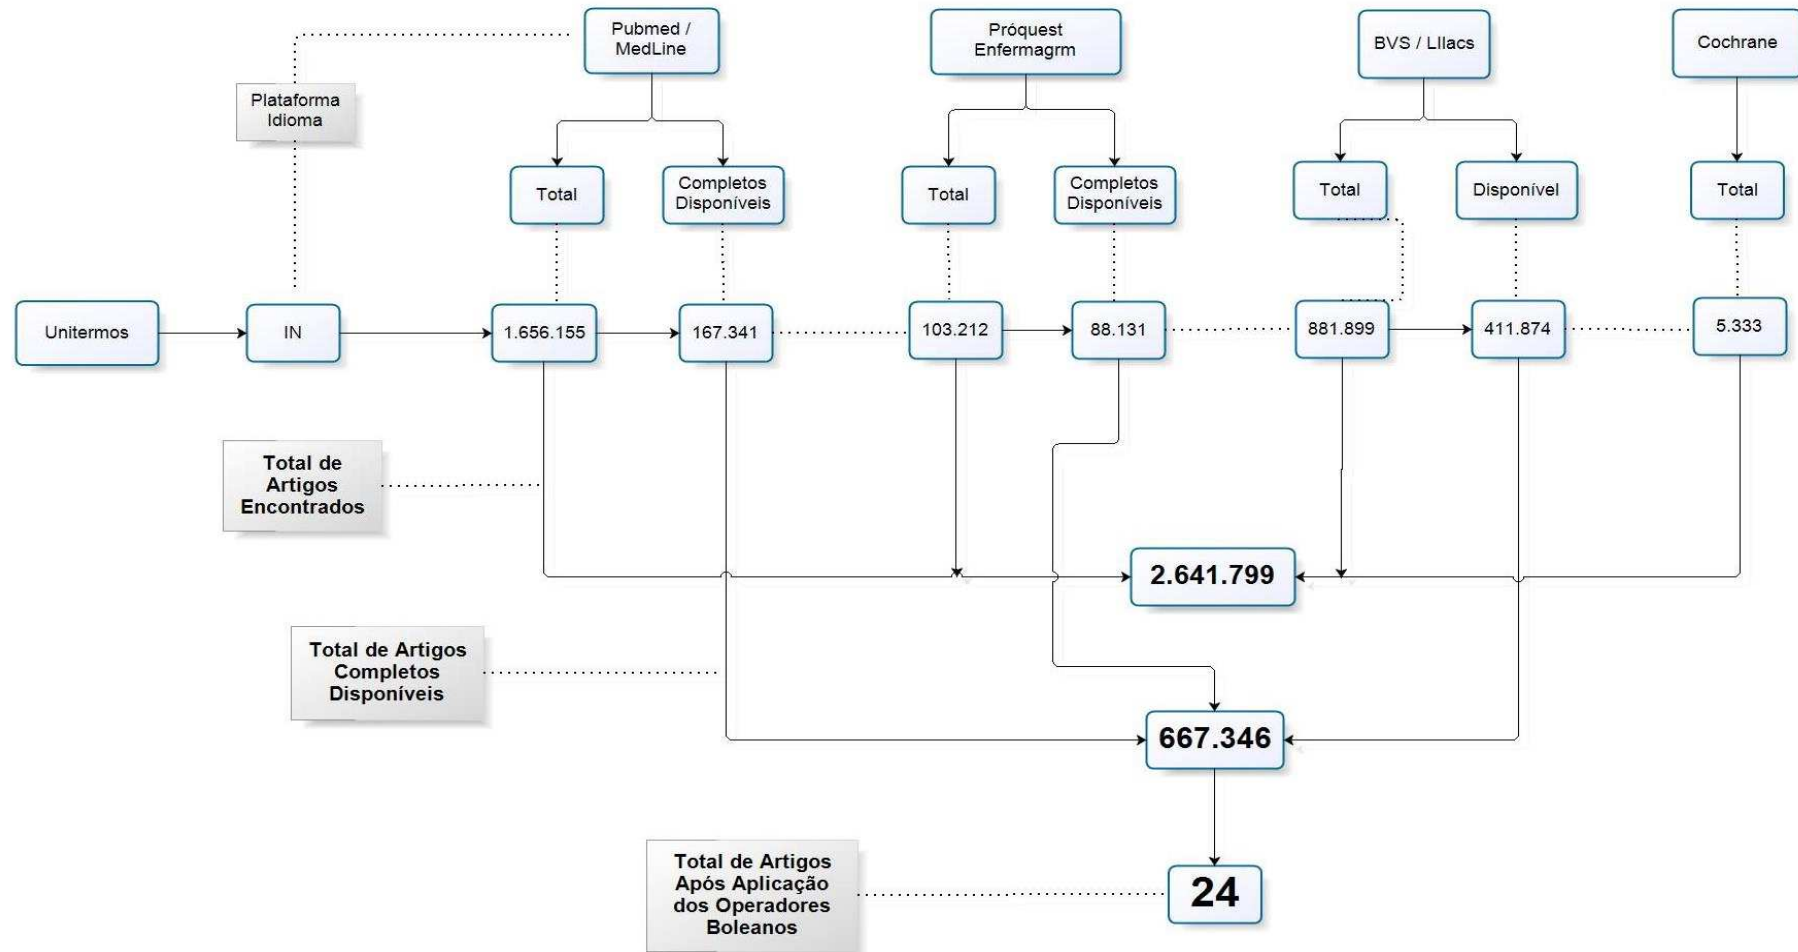 Pubmed /
MedLine
Próquest
Enfermagrm
BVS / LIlacs
Cochrane
Plataforma
Idioma
Total
Completos
Disponíveis
Total
Completos
Disponíveis
Total
Disponível
Total
Unitermos
IN
1.656.155
167.341
103.212
88.131
881.899
411.874
5.333
Total de
Artigos
Encontrados
2.641.799
Total de Artigos
Completos
Disponíveis
667.346
Total de Artigos
Após Aplicação
dos Operadores
Boleanos
24